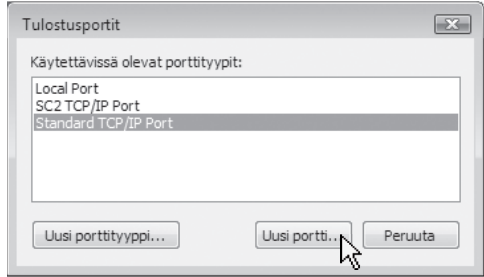 Tulostusportit
Käytettävissä olevat porttityypit:
Local Port
SC2 TCP/IP Port
Standard TCP/IP Port
Uusi porttityyppi... Uusi portti... Peruuta